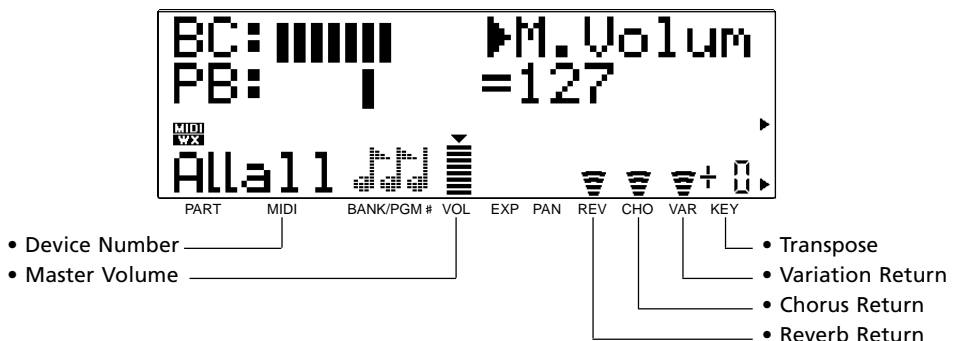 BC: M.Volum
PB: =127
MIDI
WX
Allall + 0
PART MIDI BANK/PGM # VOL EXP PAN REV CHO VAR KEY
• Device Number
• Master Volume
• Transpose
• Variation Return
• Chorus Return
• Reverb Return